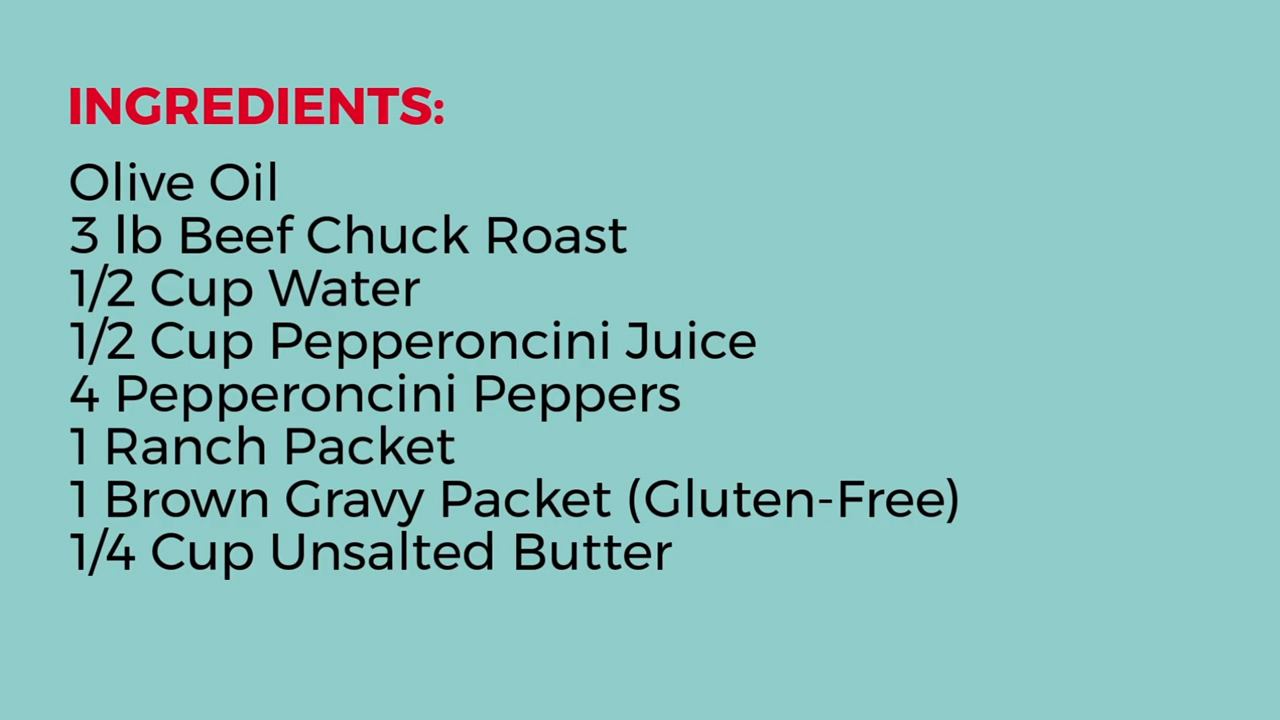 INGREDIENTS:
Olive Oil
3 lb Beef Chuck Roast
1/2 Cup Water
1/2 Cup Pepperoncini Juice
4 Pepperoncini Peppers
1 Ranch Packet
1 Brown Gravy Packet (Gluten-Free)
1/4 Cup Unsalted Butter